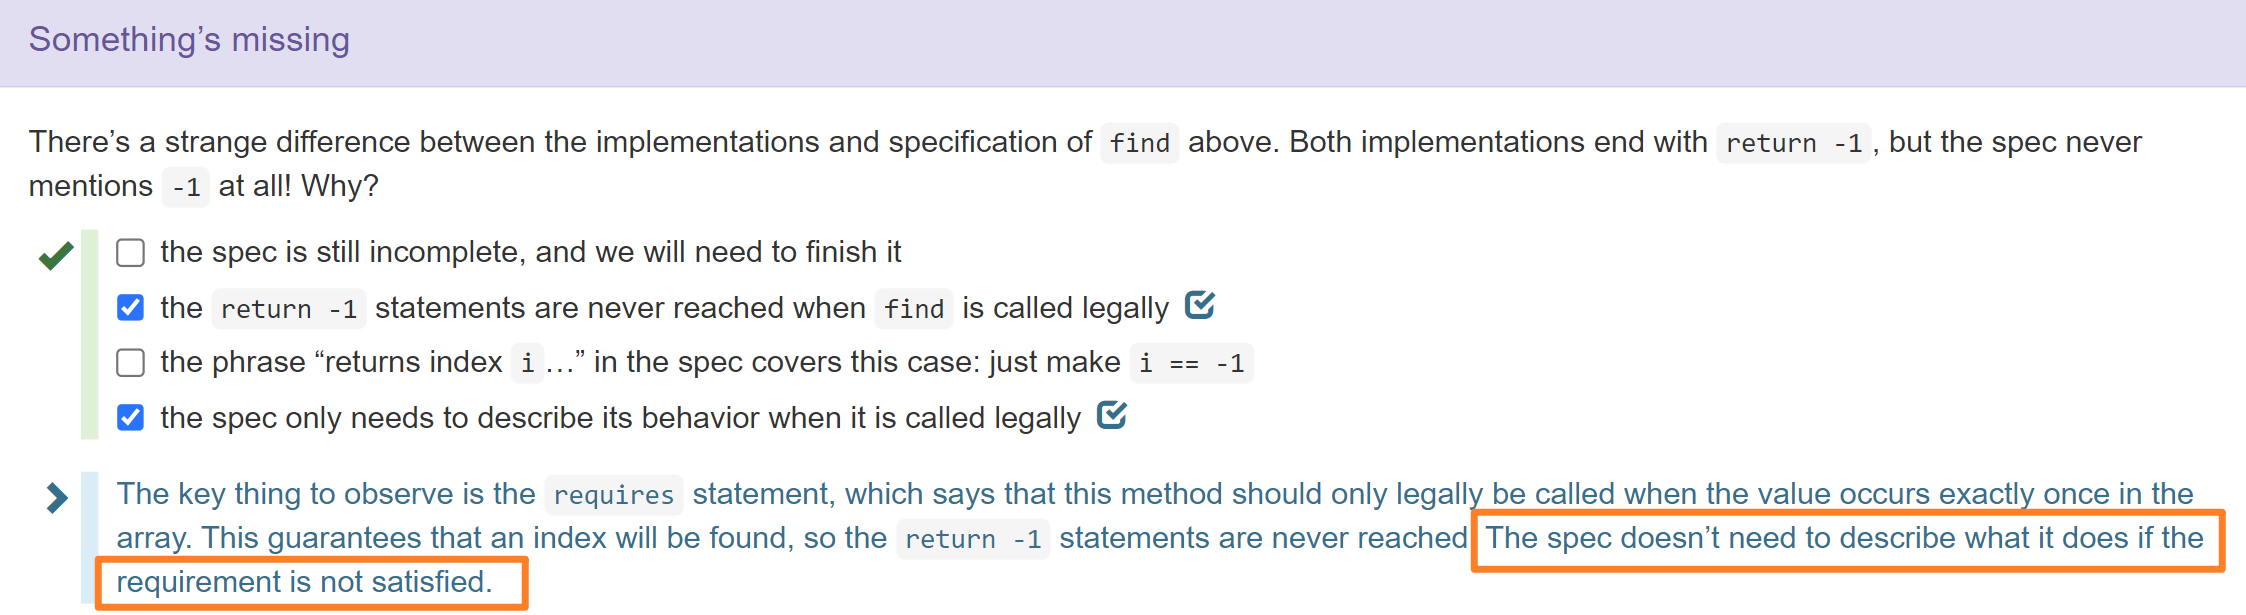 Something’s missing
There’s a strange difference between the implementations and specification of find above. Both implementations end with return -1, but the spec never
mentions -1 at all! Why?
the spec is still incomplete, and we will need to finish it
the return -1 statements are never reached when find is called legally
the phrase “returns index i…” in the spec covers this case: just make i == -1
the spec only needs to describe its behavior when it is called legally
The key thing to observe is the requires statement, which says that this method should only legally be called when the value occurs exactly once in the
array. This guarantees that an index will be found, so the return -1 statements are never reached The spec doesn’t need to describe what it does if the
requirement is not satisfied.